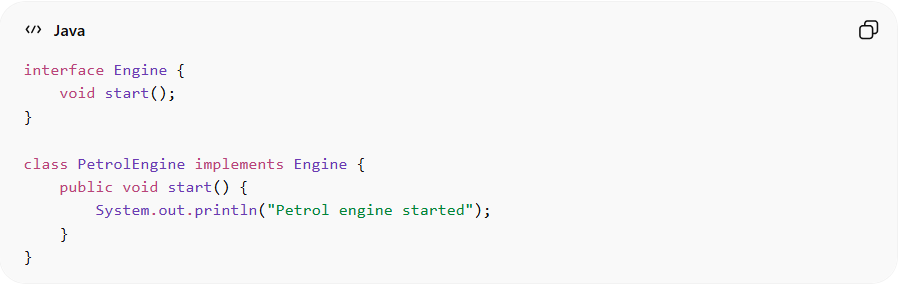 </> Java
interface Engine {
    void start();
}

class PetrolEngine implements Engine {
    public void start() {
        System.out.println("Petrol engine started");
    }
}